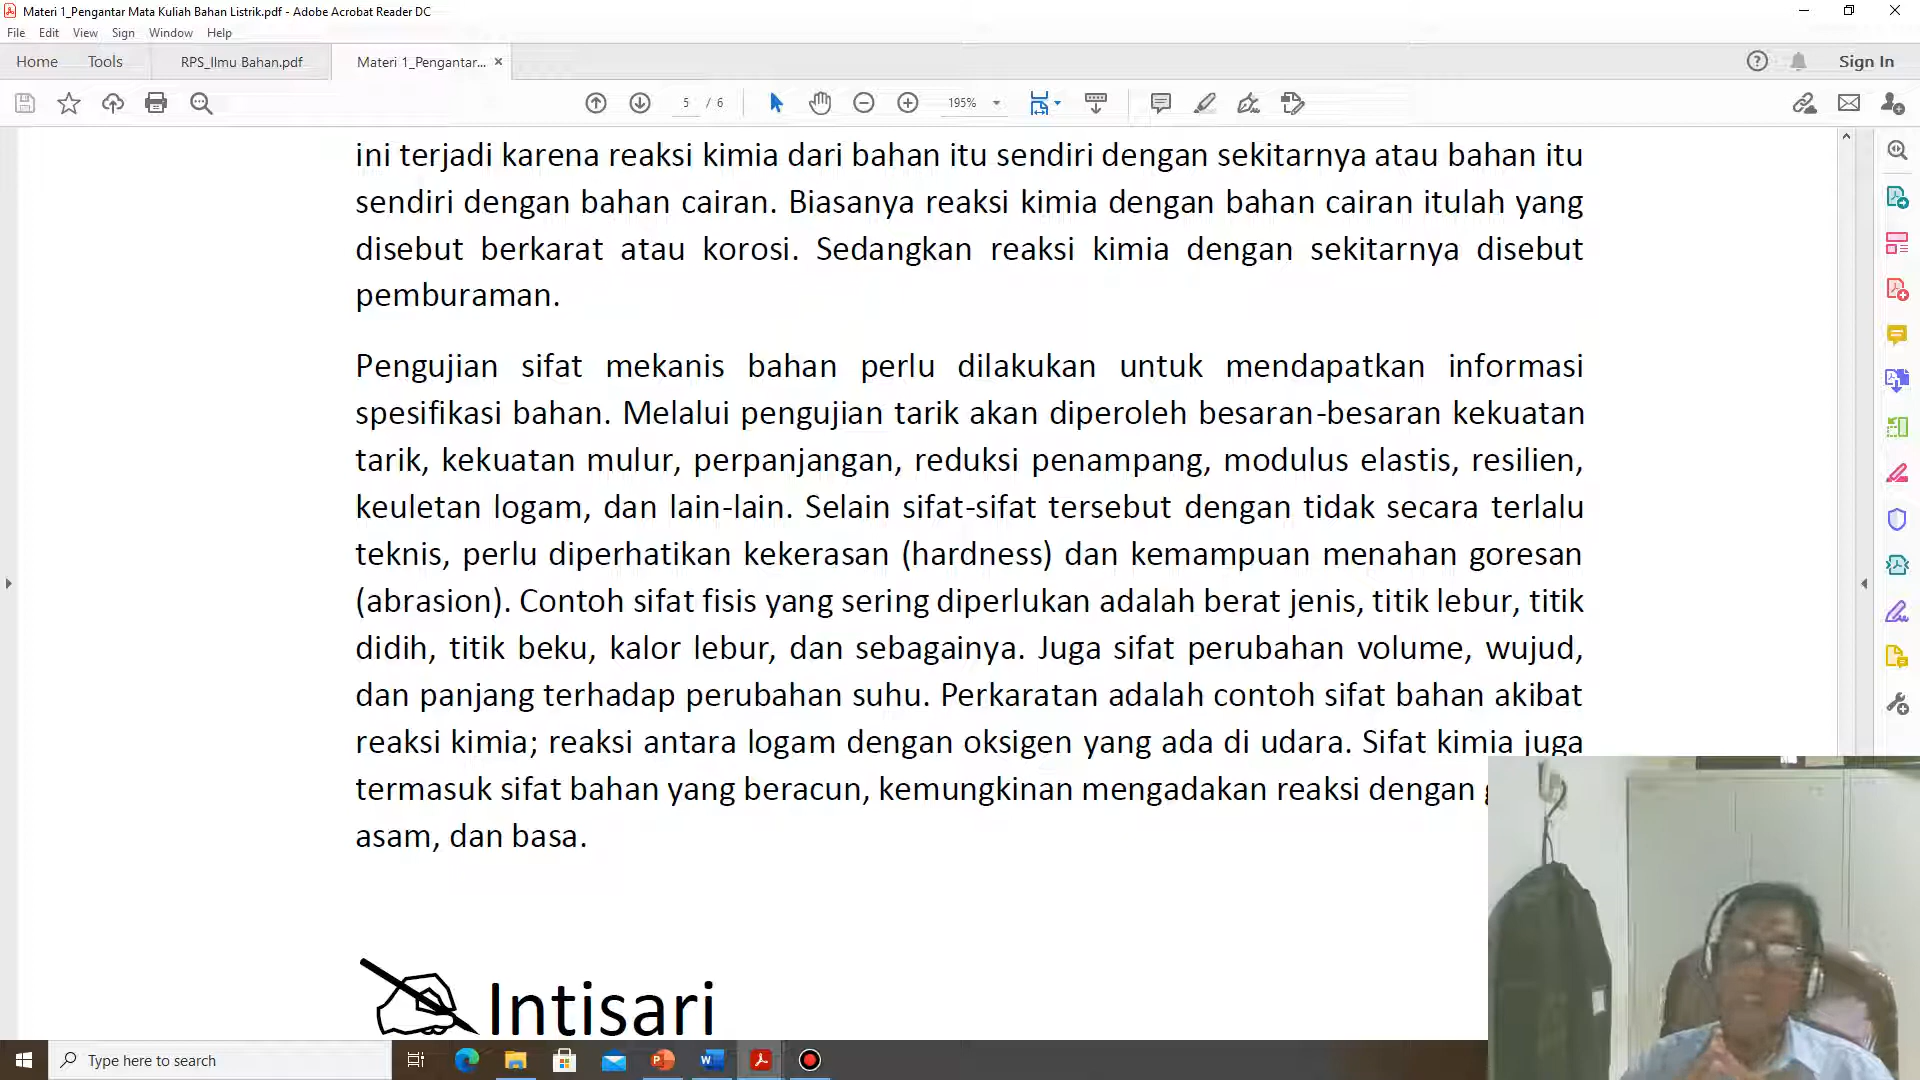 Materi 1_Pengantar Mata Kuliah Bahan Listrik.pdf - Adobe Acrobat Reader DC
File Edit View Sign Window Help
Home Tools RPS_Ilmu Bahan.pdf Materi 1_Pengantar... × Sign In
5 / 6 195%
ini terjadi karena reaksi kimia dari bahan itu sendiri dengan sekitarnya atau bahan itu
sendiri dengan bahan cairan. Biasanya reaksi kimia dengan bahan cairan itulah yang
disebut berkarat atau korosi. Sedangkan reaksi kimia dengan sekitarnya disebut
pemburaman.
Pengujian sifat mekanis bahan perlu dilakukan untuk mendapatkan informasi
spesifikasi bahan. Melalui pengujian tarik akan diperoleh besaran-besaran kekuatan
tarik, kekuatan mulur, perpanjangan, reduksi penampang, modulus elastis, resilien,
keuletan logam, dan lain-lain. Selain sifat-sifat tersebut dengan tidak secara terlalu
teknis, perlu diperhatikan kekerasan (hardness) dan kemampuan menahan goresan
(abrasion). Contoh sifat fisis yang sering diperlukan adalah berat jenis, titik lebur, titik
didih, titik beku, kalor lebur, dan sebagainya. Juga sifat perubahan volume, wujud,
dan panjang terhadap perubahan suhu. Perkaratan adalah contoh sifat bahan akibat
reaksi kimia; reaksi antara logam dengan oksigen yang ada di udara. Sifat kimia juga
termasuk sifat bahan yang beracun, kemungkinan mengadakan reaksi dengan
asam, dan basa.
Intisari
Type here to search